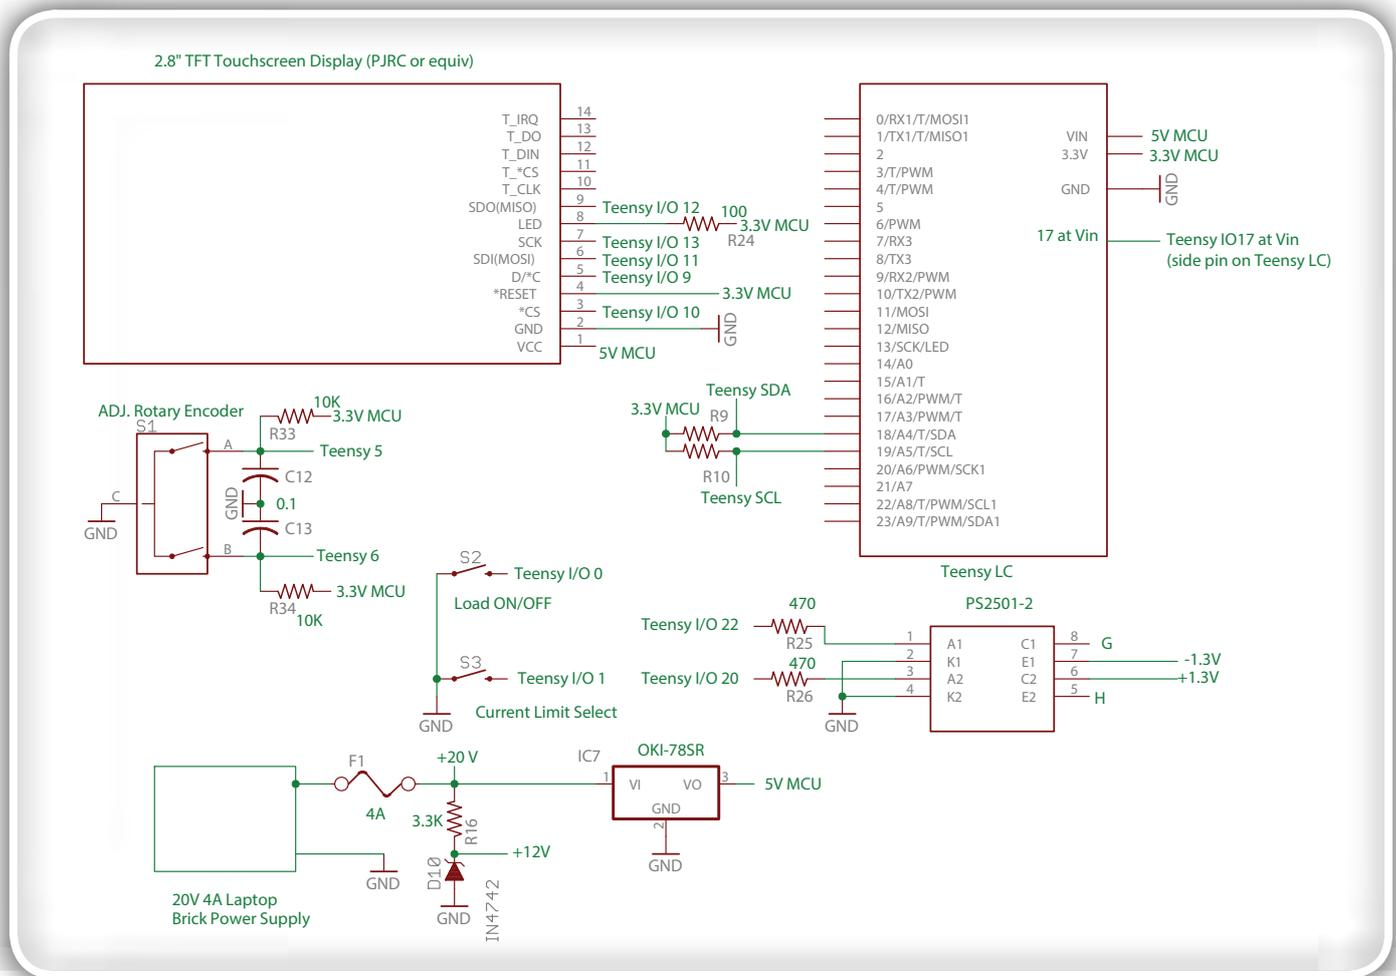 2.8" TFT Touchscreen Display (PJRC or equiv)
T_IRQ 14
T_DO 13
T_DIN 12
T_*CS 11
T_CLK 10
SDO(MISO) 9 Teensy I/O 12
LED 8 100 3.3V MCU
R24
SCK 7 Teensy I/O 13
SDI(MOSI) 6 Teensy I/O 11
D/*C 5 Teensy I/O 9
*RESET 4 3.3V MCU
*CS 3 Teensy I/O 10
GND 2 GND
VCC 1 5V MCU
0/RX1/T/MOSI1
1/TX1/T/MISO1
2
3/T/PWM
4/T/PWM
5
6/PWM
7/RX3
8/TX3
9/RX2/PWM
10/TX2/PWM
11/MOSI
12/MISO
13/SCK/LED
14/A0
15/A1/T
16/A2/PWM/T
17/A3/PWM/T
18/A4/T/SDA
19/A5/T/SCL
20/A6/PWM/SCK1
21/A7
22/A8/T/PWM/SCL1
23/A9/T/PWM/SDA1
VIN 5V MCU
3.3V 3.3V MCU
GND GND
17 at Vin Teensy IO17 at Vin
(side pin on Teensy LC)
Teensy LC
Teensy SDA
3.3V MCU R9
R10
Teensy SCL
ADJ. Rotary Encoder
S1
10K
3.3V MCU
R33
A Teensy 5
C12
C GND 0.1
GND C13
B Teensy 6
3.3V MCU
R34
10K
S2
Teensy I/O 0
Load ON/OFF
S3
Teensy I/O 1
GND
Current Limit Select
PS2501-2
470
Teensy I/O 22
R25
470
Teensy I/O 20
R26
GND
1 A1 C1 8 G
2 K1 E1 7 -1.3V
3 A2 C2 6 +1.3V
4 K2 E2 5 H
F1
4A
+20 V
IC7
OKI-78SR
1 VI VO 3 5V MCU
GND
2
GND
3.3K
R16
+12V
D10
IN4742
GND
GND
20V 4A Laptop
Brick Power Supply